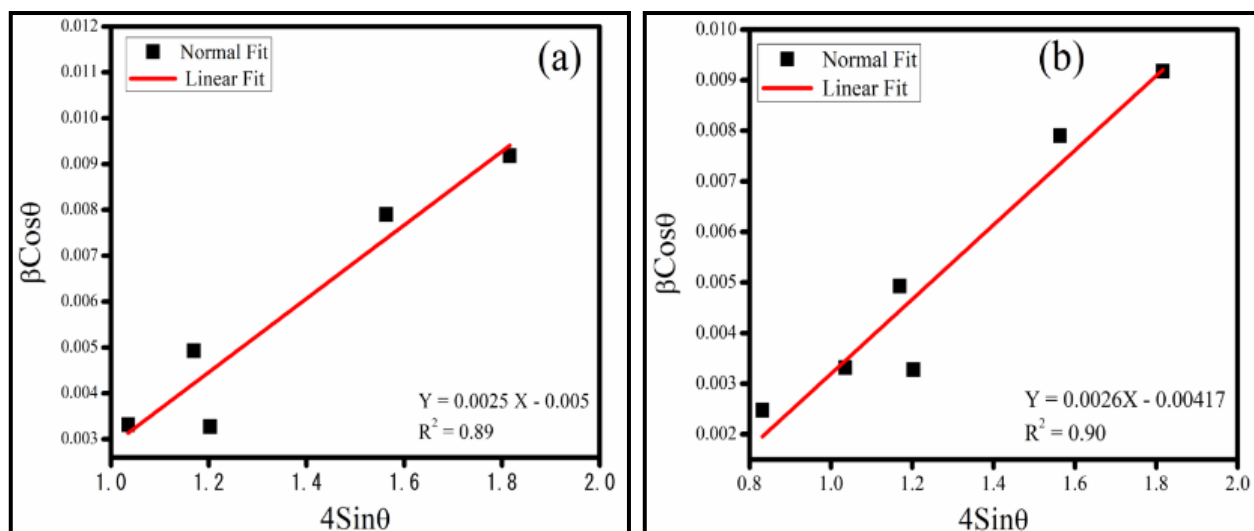 0.012
0.011
0.010
0.009
0.008
0.007
0.006
0.005
0.004
0.003
βCosθ
Normal Fit
Linear Fit
(a)
Y = 0.0025 X - 0.005
R² = 0.89
1.0 1.2 1.4 1.6 1.8 2.0
4Sinθ
0.010
0.009
0.008
0.007
0.006
0.005
0.004
0.003
0.002
βCosθ
Normal Fit
Linear Fit
(b)
Y = 0.0026X - 0.00417
R² = 0.90
0.8 1.0 1.2 1.4 1.6 1.8 2.0
4Sinθ